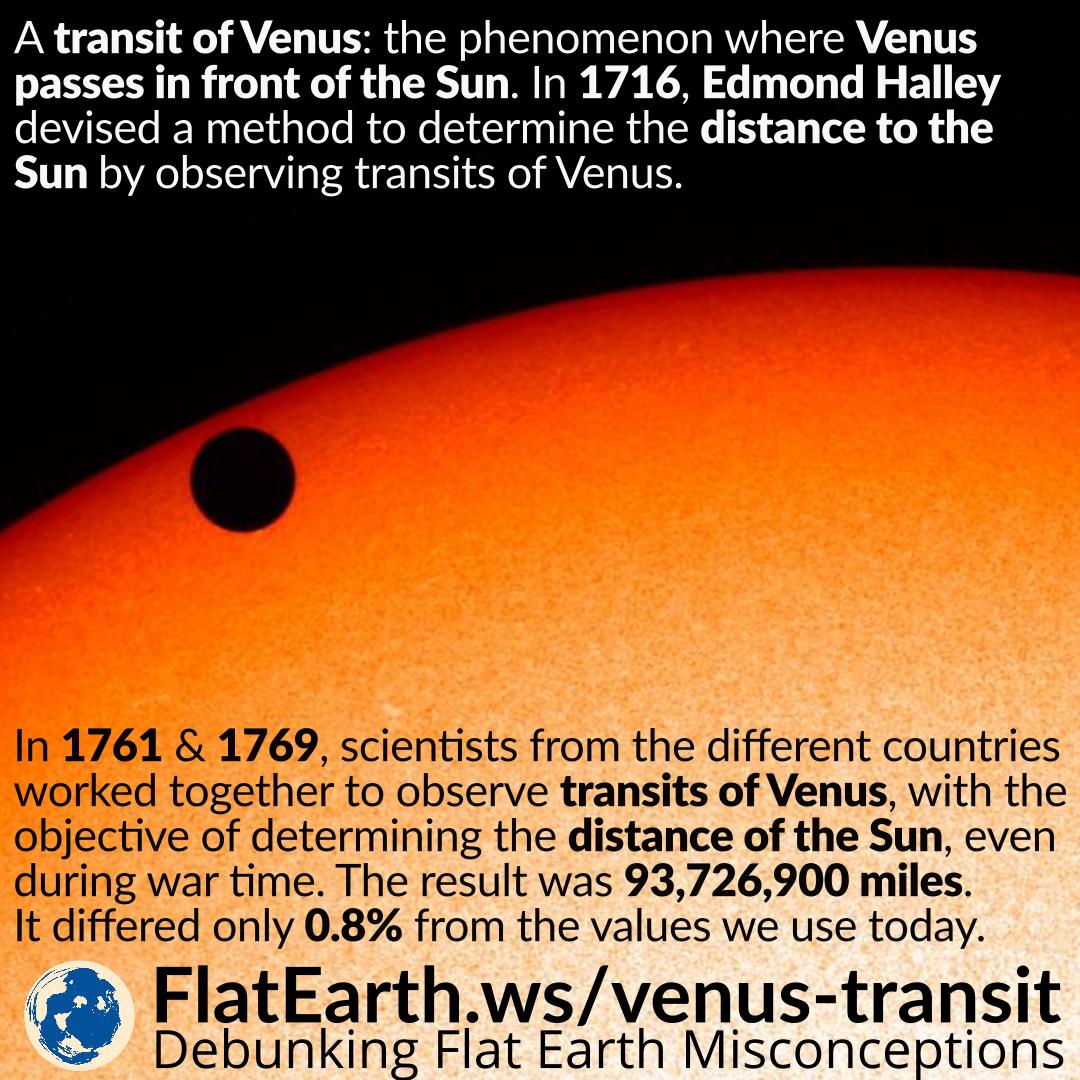 A transit of Venus: the phenomenon where Venus
passes in front of the Sun. In 1716, Edmond Halley
devised a method to determine the distance to the
Sun by observing transits of Venus.
In 1761 & 1769, scientists from the different countries
worked together to observe transits of Venus, with the
objective of determining the distance of the Sun, even
during war time. The result was 93,726,900 miles.
It differed only 0.8% from the values we use today.
FlatEarth.ws/venus-transit
Debunking Flat Earth Misconceptions